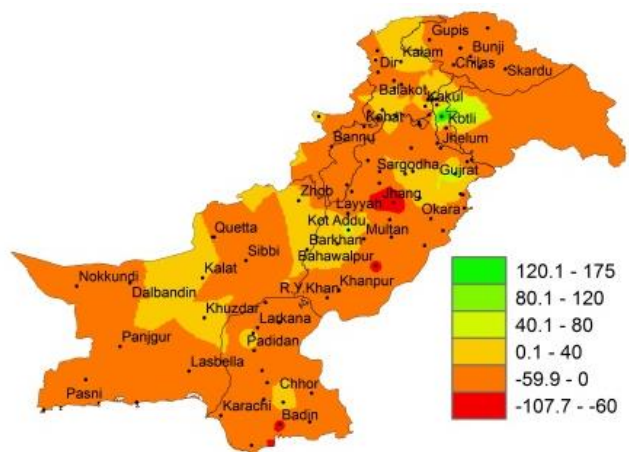 Gupis
Kalam
Bunji
Dir
Chilas
Skardu
Balakot
Kakul
Kohat
Kotli
Bannu
Jhelum
Sargodha
Gujrat
Zhob
Jhang
Layyah
Okara
Kot Addu
Quetta
Multan
Barkhan
Sibbi
Bahawalpur
Kalat
Nokkundi
Dalbandin
R.Y.Khan
Khanpur
Khuzdar
Larkana
Panjgur
Padidan
Lasbella
Pasni
Chhor
Karachi
Badin
120.1 - 175
80.1 - 120
40.1 - 80
0.1 - 40
-59.9 - 0
-107.7 - -60